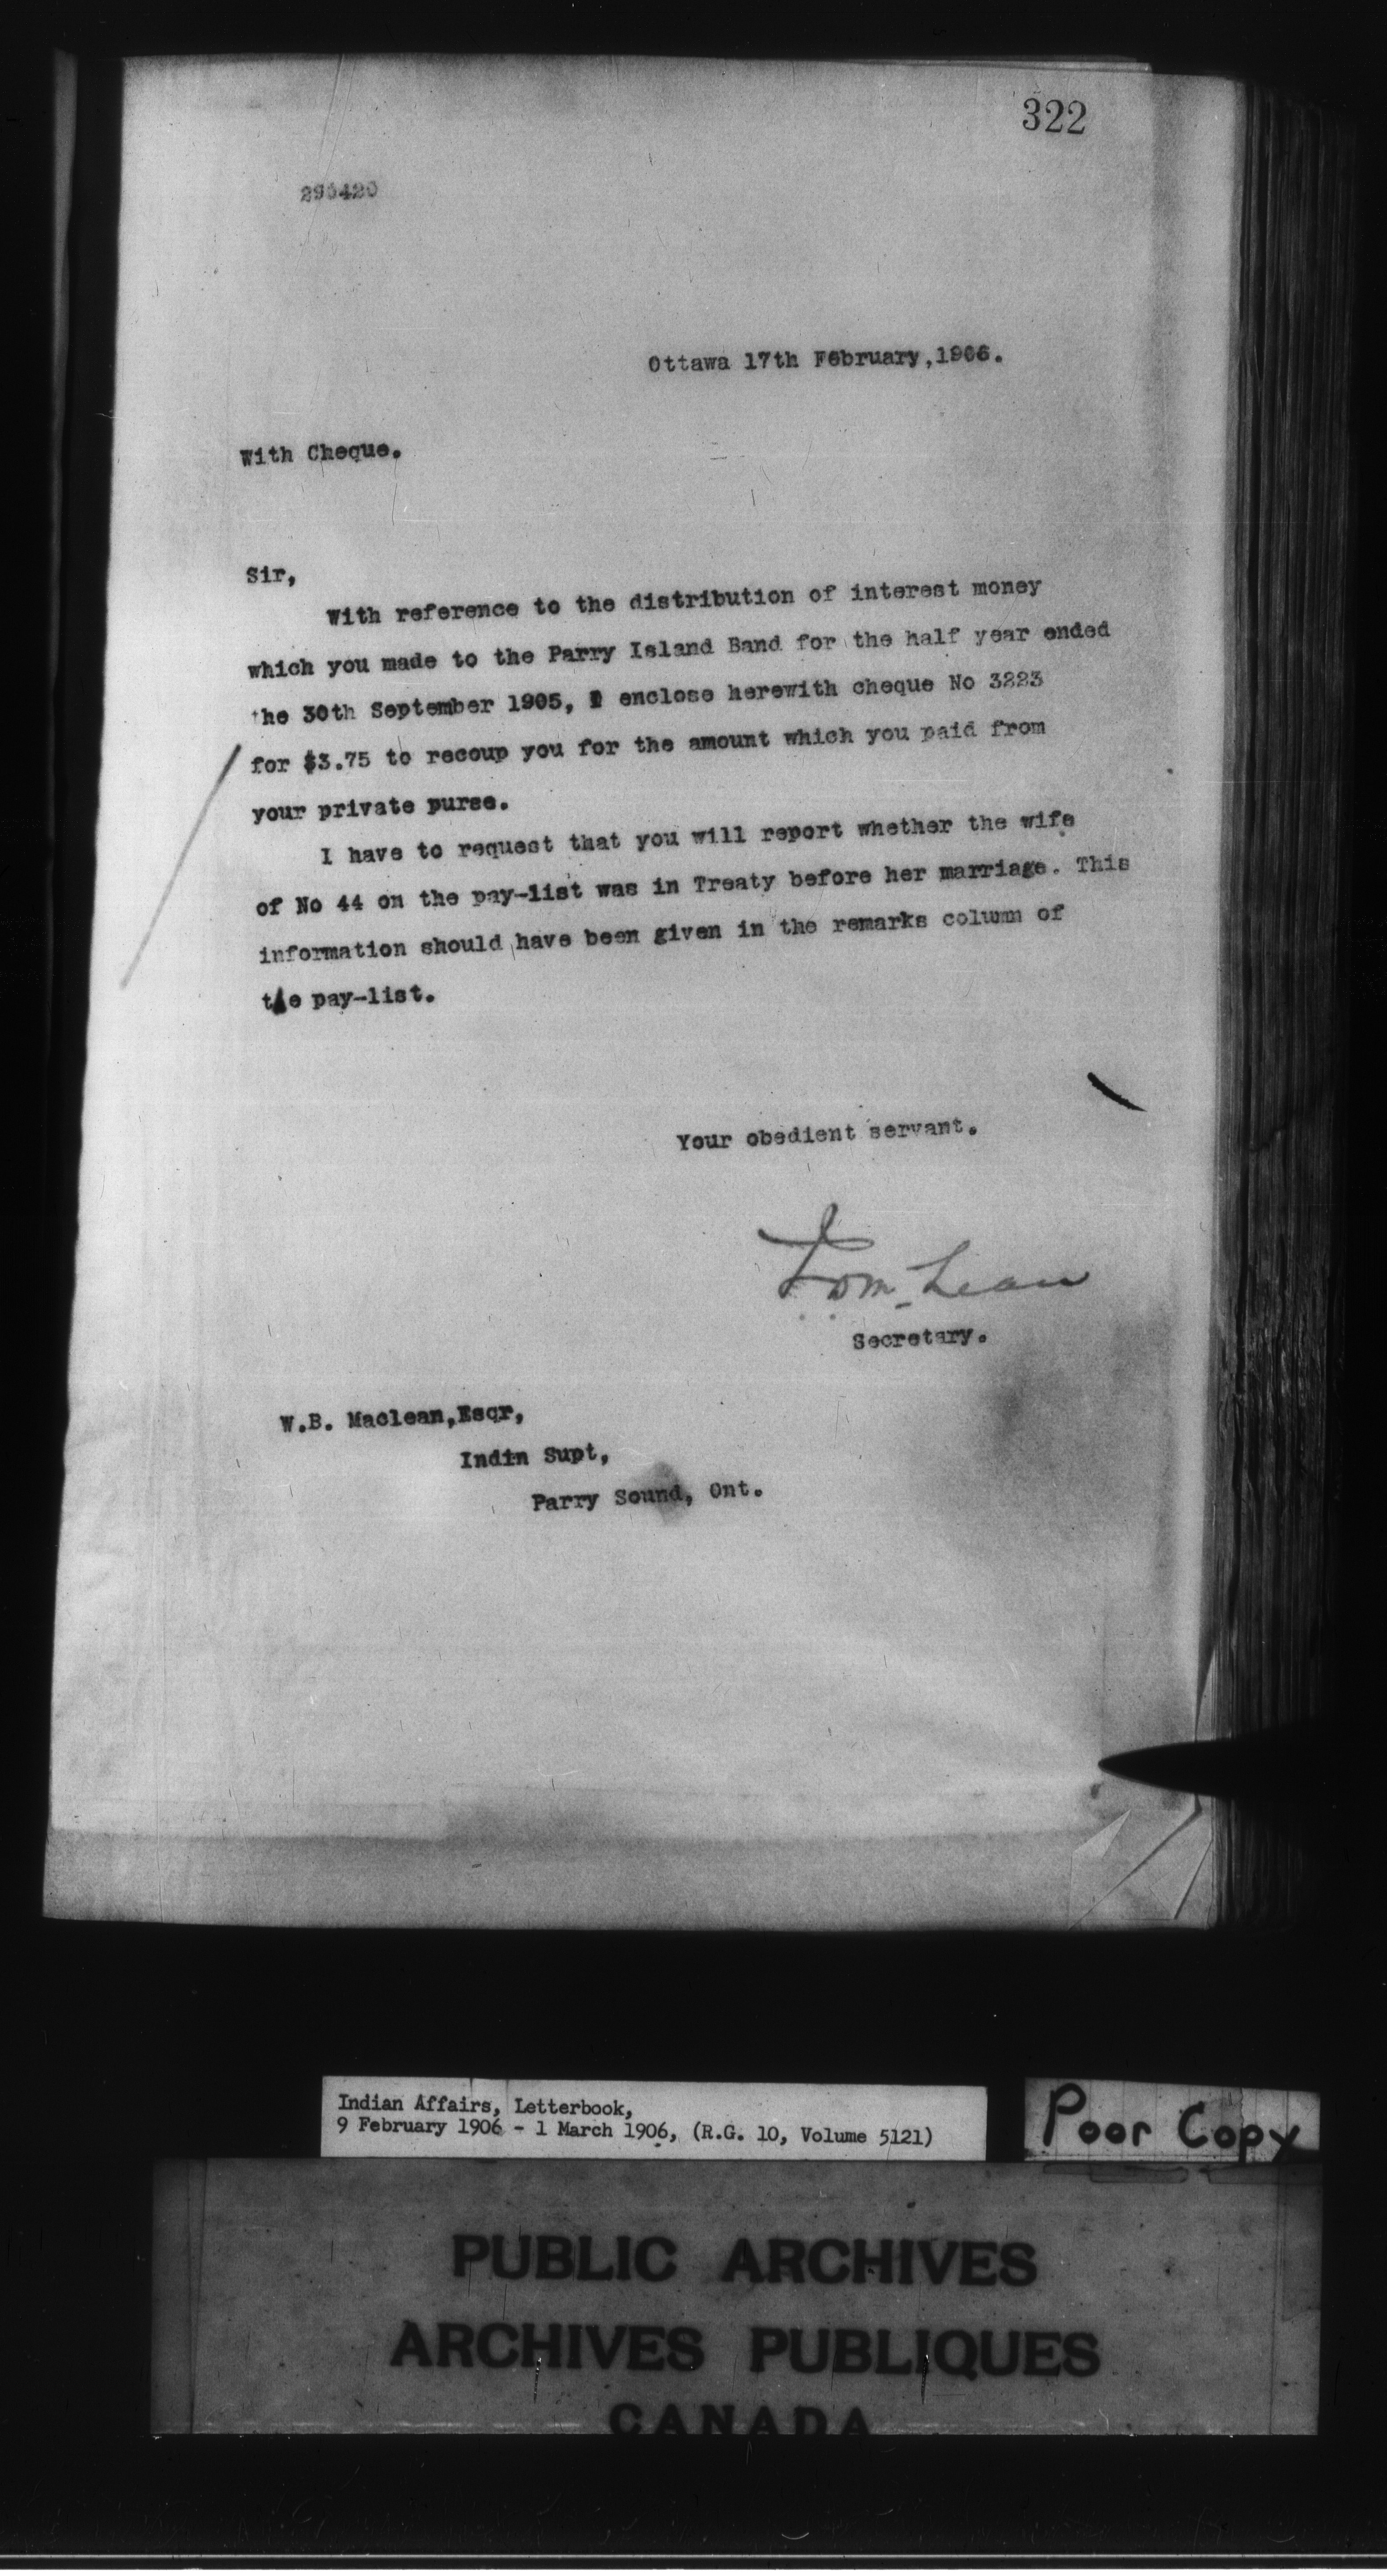 322
Ottawa 17th February,1906.
With Cheque.
Sir,
With reference to the distribution of interest money
which you made to the Parry Island Band for the half year ended
the 30th September 1905, I enclose herewith cheque No 3223
for $3.75 to recoup you for the amount which you paid from
your private purse.
I have to request that you will report whether the wife
of No 44 on the pay-list was in Treaty before her marriage. This
information should have been given in the remarks column of
the pay-list.
Your obedient servant.
Secretary.
W.B. Maclean,Esqr,
Indin Supt,
Parry Sound, Ont.
Indian Affairs, Letterbook,
9 February 1906 - 1 March 1906, (R.G. 10, Volume 5121)
Poor Copy
PUBLIC ARCHIVES
ARCHIVES PUBLIQUES
CANADA